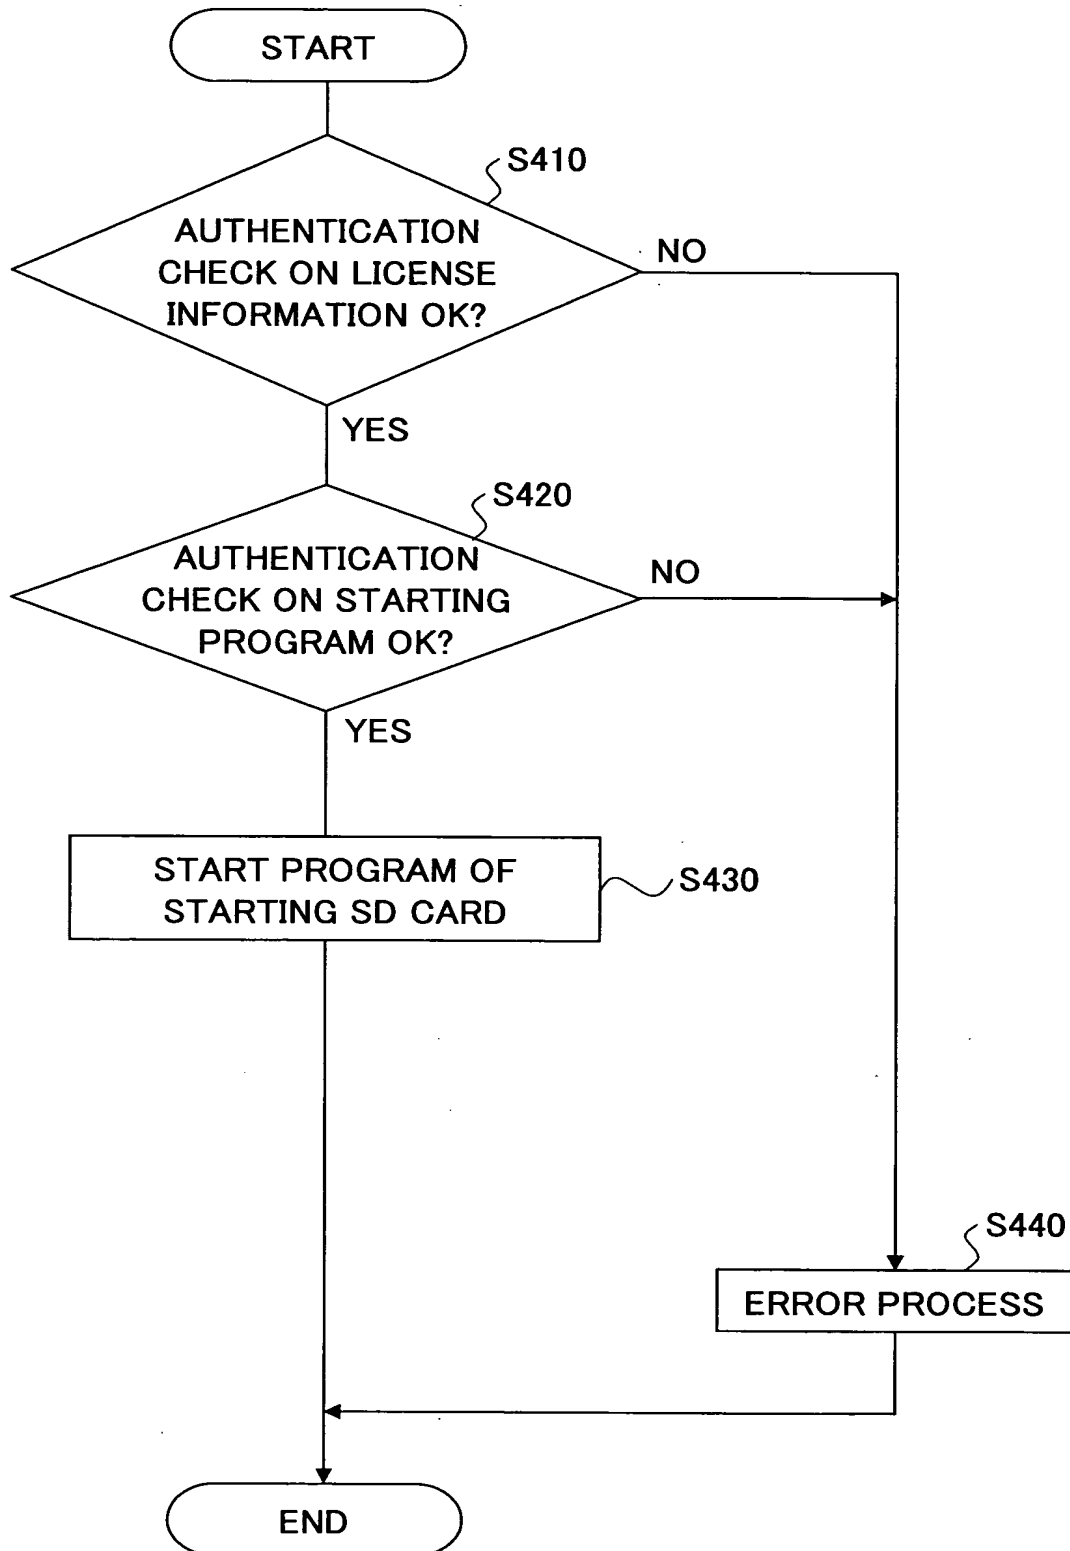 START
S410
AUTHENTICATION
CHECK ON LICENSE
INFORMATION OK?
NO
YES
S420
AUTHENTICATION
CHECK ON STARTING
PROGRAM OK?
NO
YES
START PROGRAM OF
STARTING SD CARD
S430
S440
ERROR PROCESS
END